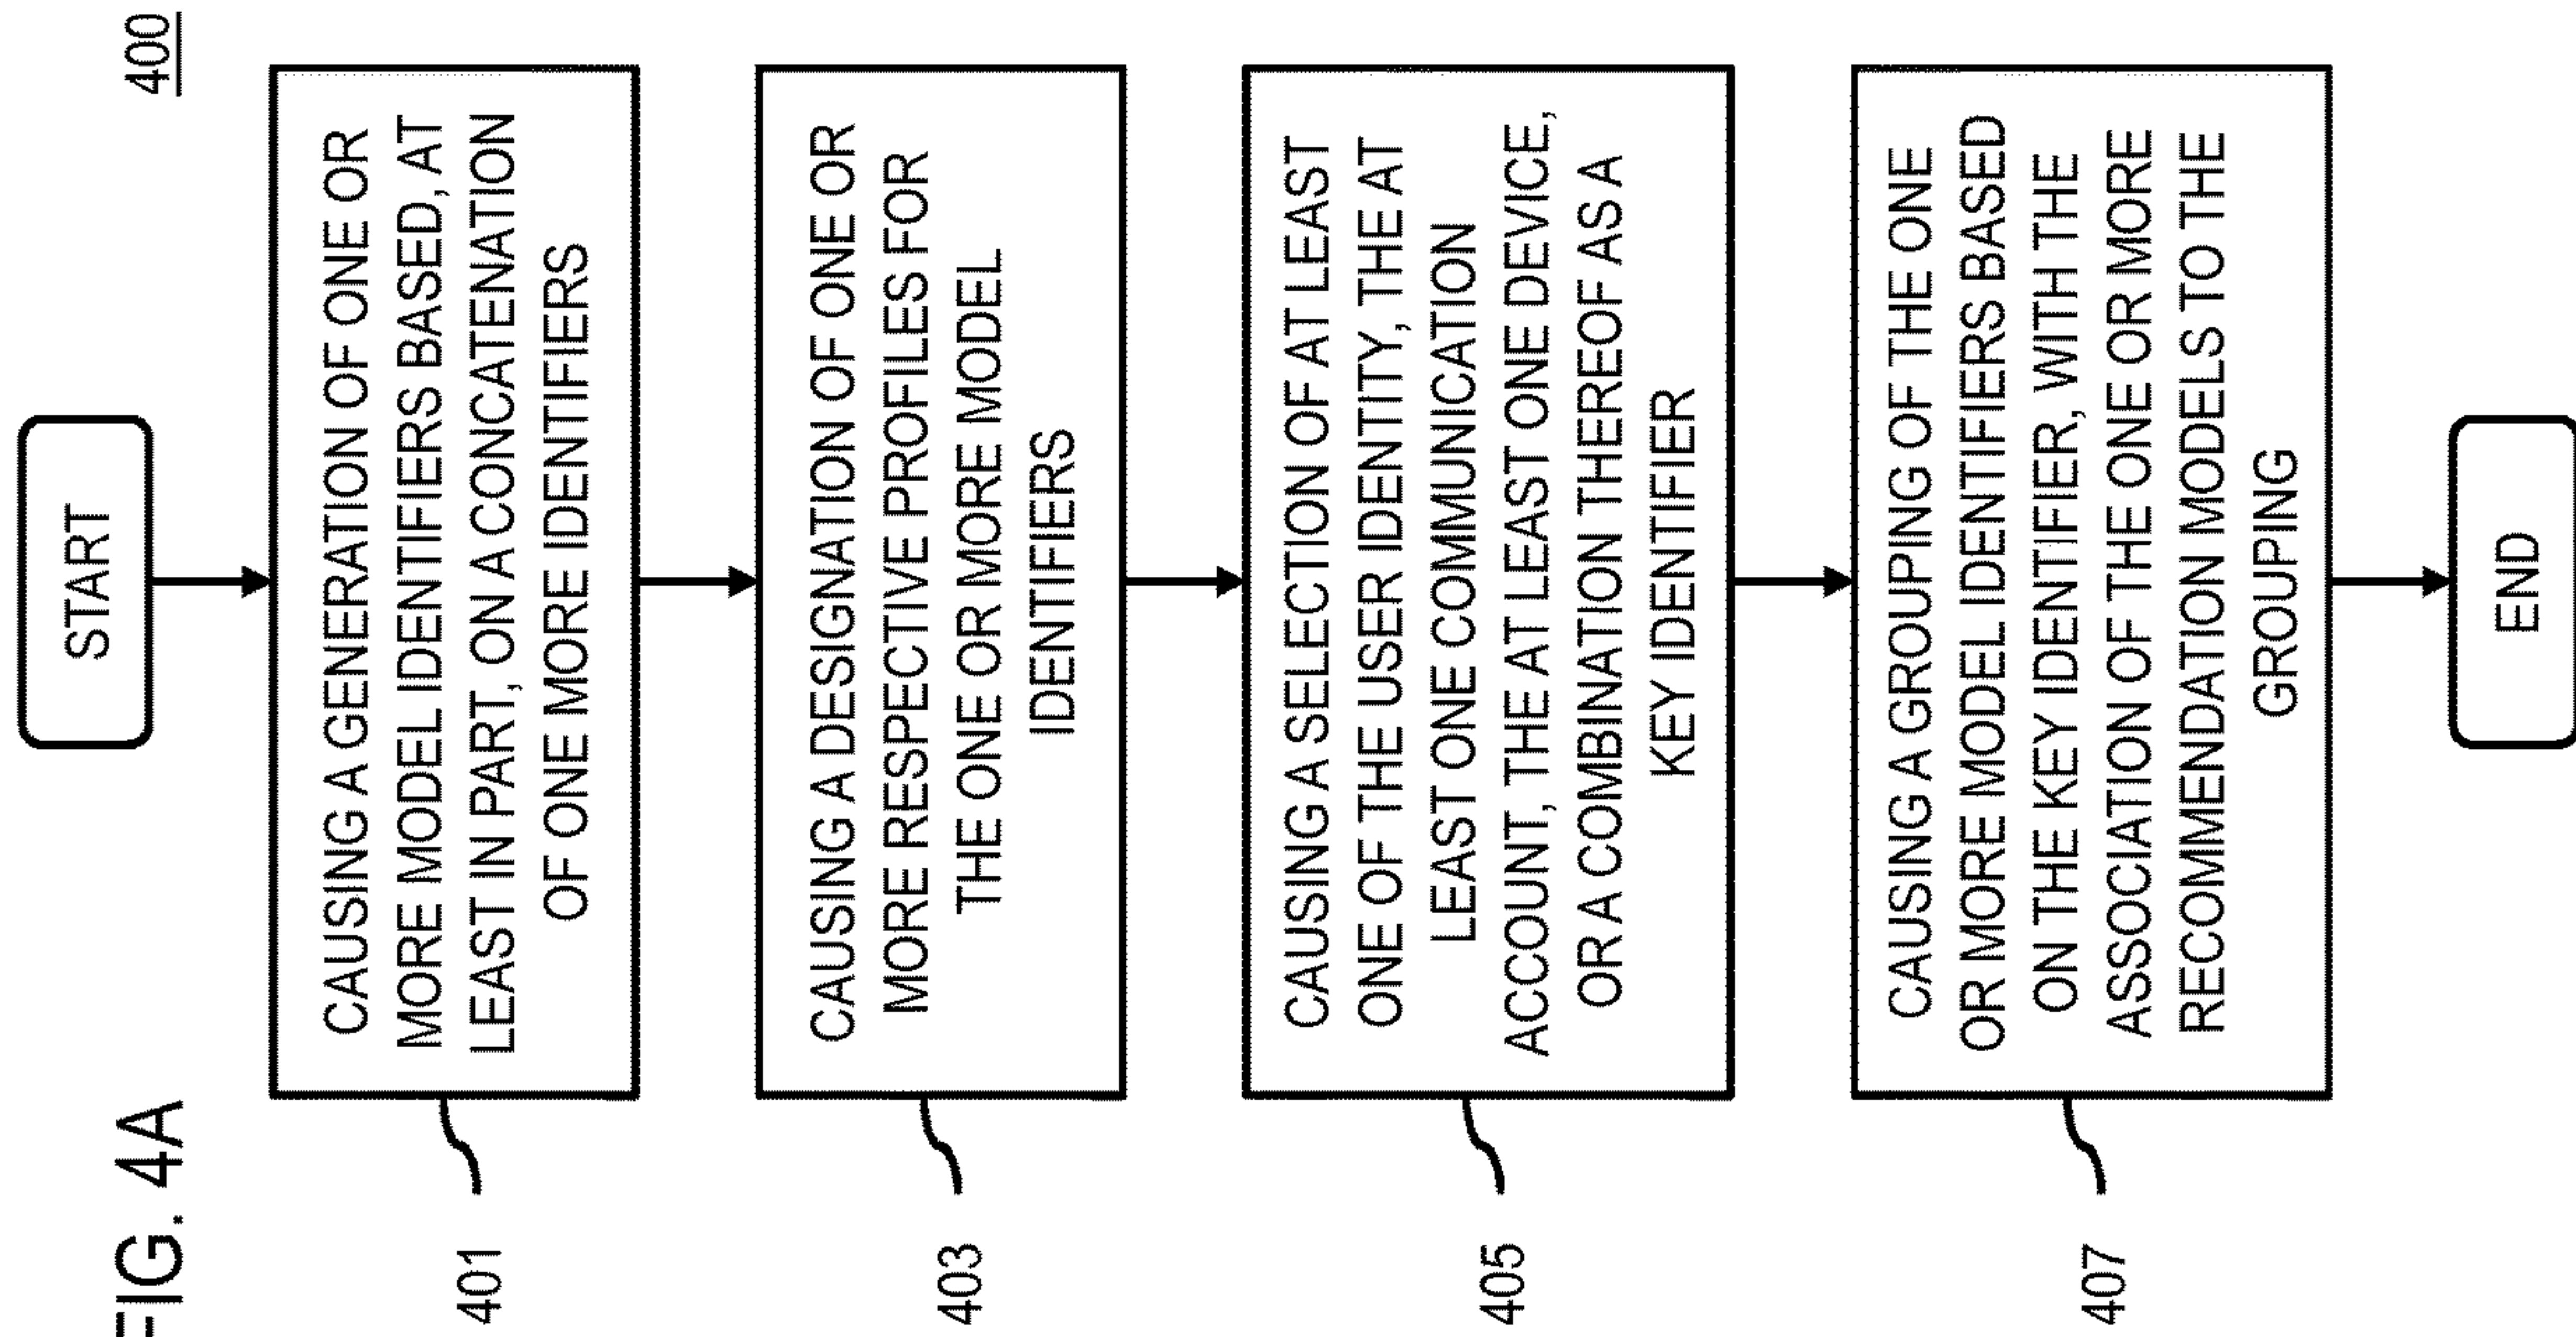 FIG. 4A
400
START
CAUSING A GENERATION OF ONE OR
MORE MODEL IDENTIFIERS BASED, AT
LEAST IN PART, ON A CONCATENATION
OF ONE MORE IDENTIFIERS
401
CAUSING A DESIGNATION OF ONE OR
MORE RESPECTIVE PROFILES FOR
THE ONE OR MORE MODEL
IDENTIFIERS
403
CAUSING A SELECTION OF AT LEAST
ONE OF THE USER IDENTITY, THE AT
LEAST ONE COMMUNICATION
ACCOUNT, THE AT LEAST ONE DEVICE,
OR A COMBINATION THEREOF AS A
KEY IDENTIFIER
405
CAUSING A GROUPING OF THE ONE
OR MORE MODEL IDENTIFIERS BASED
ON THE KEY IDENTIFIER, WITH THE
ASSOCIATION OF THE ONE OR MORE
RECOMMENDATION MODELS TO THE
GROUPING
407
END